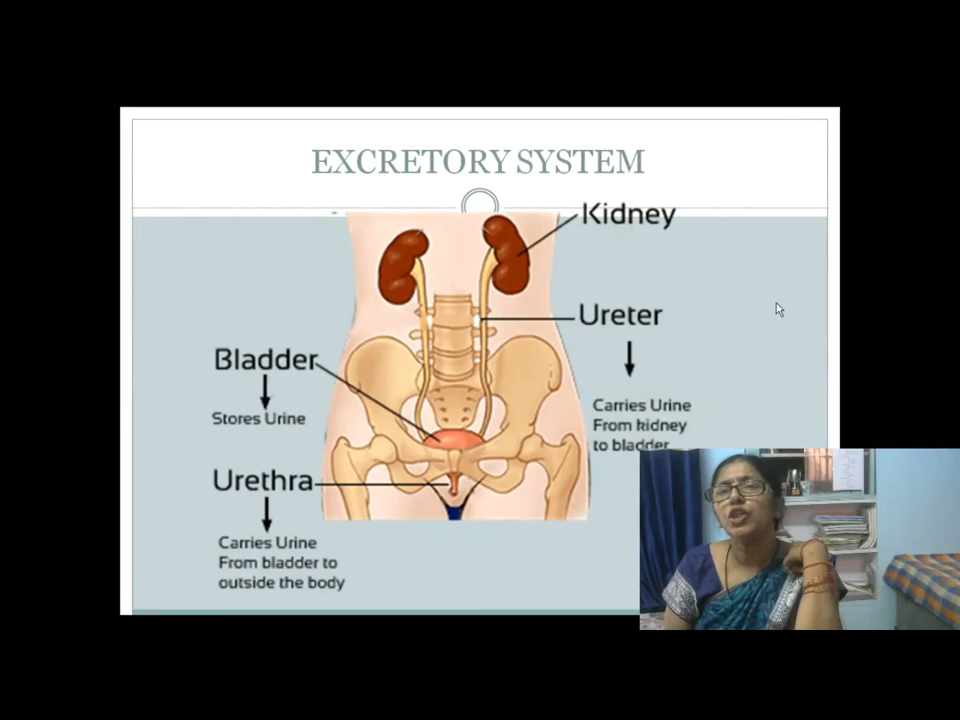 EXCRETORY SYSTEM
Kidney
Ureter
Carries Urine
From kidney
to bladder
Bladder
Stores Urine
Urethra
Carries Urine
From bladder to
outside the body